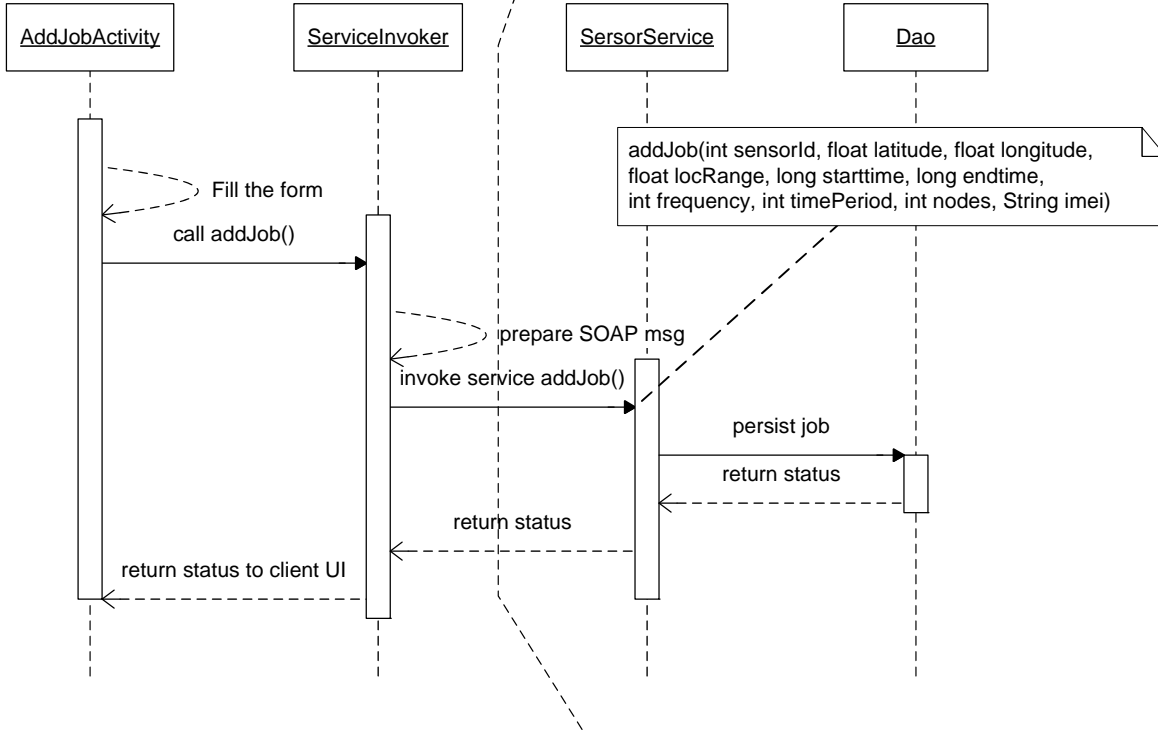 AddJobActivity
ServiceInvoker
SersorService
Dao
addJob(int sensorId, float latitude, float longitude,
float locRange, long starttime, long endtime,
int frequency, int timePeriod, int nodes, String imei)
Fill the form
call addJob()
prepare SOAP msg
invoke service addJob()
persist job
return status
return status
return status to client UI